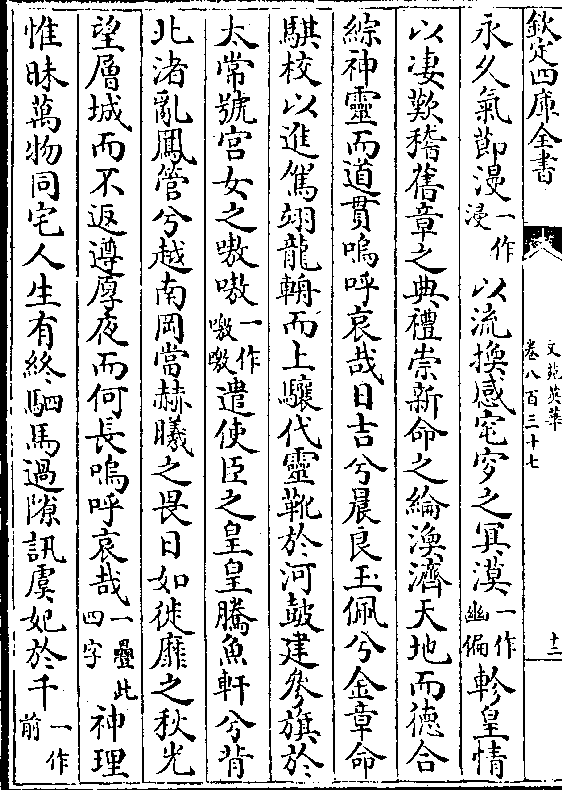 欽定四庫全書
文苑英華
卷八百三十七
十二
永久氣節漫一作浸以流換感窀穸之冥漠一作幽偏軫皇情
以凄歎稽舊章之典禮崇新命之綸渙濟天地而德合
綜神靈而道貫嗚呼哀哉日吉兮晨良玉佩兮金章命
騏校以進駕翊龍輈而上驤代靈鞁於河鼓建參旗於
太常號宮女之嗷嗷一作噭噭遣使臣之皇皇騰魚軒兮背
北渚亂鳳管兮越南岡當赫曦之畏日如徙靡之秋光
望層城而不返遵厚夜而何長嗚呼哀哉一疊此四字神理
惟昧萬物同宅人生有終駟馬過隙訊虞妃於千一作前